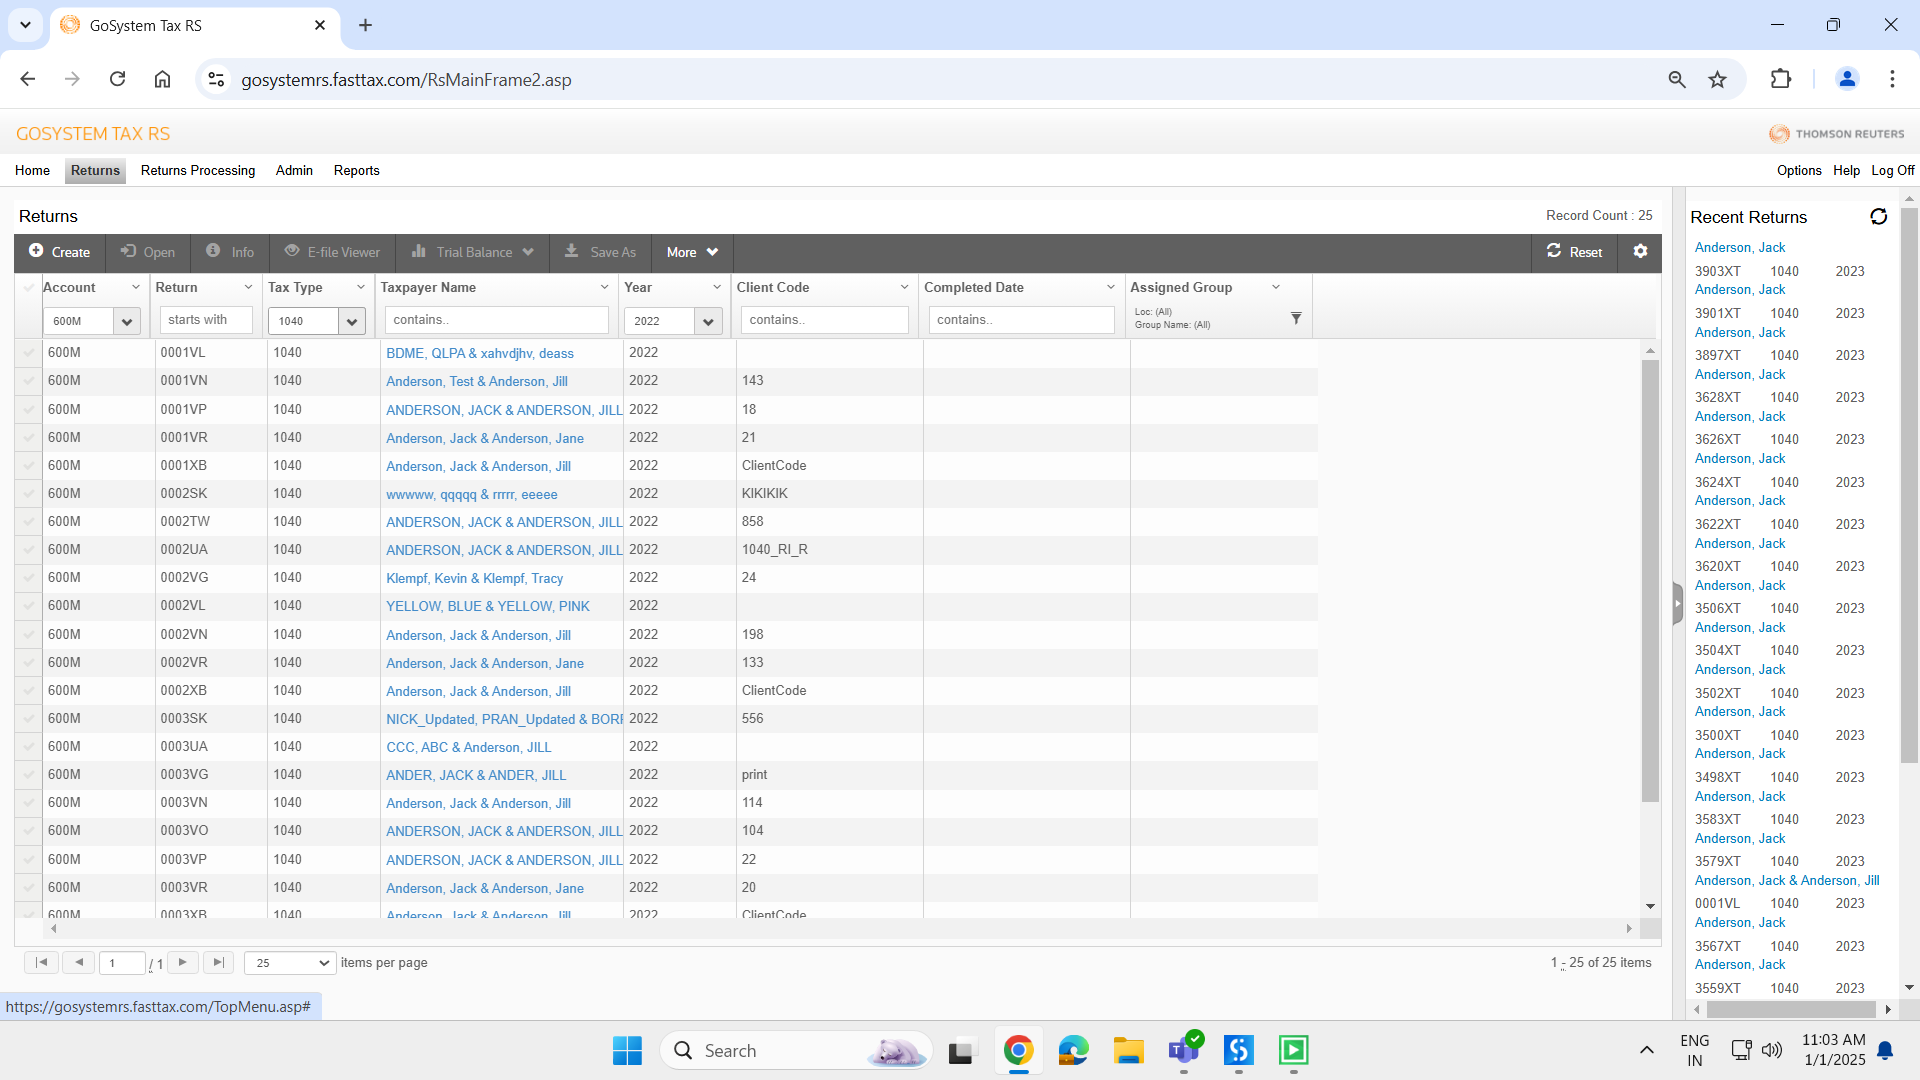 GoSystem Tax RS
gosystemrs.fasttax.com/RsMainFrame2.asp
GOSYSTEM TAX RS
THOMSON REUTERS
Home Returns Returns Processing Admin Reports
Options Help Log Off
Returns
Record Count : 25
Create Open Info E-file Viewer Trial Balance Save As More Reset
Account Return Tax Type Taxpayer Name Year Client Code Completed Date Assigned Group
600M starts with 1040 contains.. 2022 contains.. contains..
Loc: (All)
Group Name: (All)
600M 0001VL 1040 BDME, QLPA & xahvdjhv, deass 2022
600M 0001VN 1040 Anderson, Test & Anderson, Jill 2022 143
600M 0001VP 1040 ANDERSON, JACK & ANDERSON, JILL 2022 18
600M 0001VR 1040 Anderson, Jack & Anderson, Jane 2022 21
600M 0001XB 1040 Anderson, Jack & Anderson, Jill 2022 ClientCode
600M 0002SK 1040 wwwww, qqqqq & rrrrr, eeeee 2022 KIKIKIK
600M 0002TW 1040 ANDERSON, JACK & ANDERSON, JILL 2022 858
600M 0002UA 1040 ANDERSON, JACK & ANDERSON, JILL 2022 1040_RI_R
600M 0002VG 1040 Klempf, Kevin & Klempf, Tracy 2022 24
600M 0002VL 1040 YELLOW, BLUE & YELLOW, PINK 2022
600M 0002VN 1040 Anderson, Jack & Anderson, Jill 2022 198
600M 0002VR 1040 Anderson, Jack & Anderson, Jane 2022 133
600M 0002XB 1040 Anderson, Jack & Anderson, Jill 2022 ClientCode
600M 0003SK 1040 NICK_Updated, PRAN_Updated & 2022 556
600M 0003UA 1040 CCC, ABC & Anderson, JILL 2022
600M 0003VG 1040 ANDER, JACK & ANDER, JILL 2022 print
600M 0003VN 1040 Anderson, Jack & Anderson, Jill 2022 114
600M 0003VO 1040 ANDERSON, JACK & ANDERSON, JILL 2022 104
600M 0003VP 1040 ANDERSON, JACK & ANDERSON, JILL 2022 22
600M 0003VR 1040 Anderson, Jack & Anderson, Jane 2022 20
600M 0003XB 1040 Anderson, Jack & Anderson, Jill 2022 ClientCode
1 / 1 25 items per page
1 - 25 of 25 items
Recent Returns
Anderson, Jack
3903XT 1040 2023
Anderson, Jack
3901XT 1040 2023
Anderson, Jack
3897XT 1040 2023
Anderson, Jack
3628XT 1040 2023
Anderson, Jack
3626XT 1040 2023
Anderson, Jack
3624XT 1040 2023
Anderson, Jack
3622XT 1040 2023
Anderson, Jack
3620XT 1040 2023
Anderson, Jack
3506XT 1040 2023
Anderson, Jack
3504XT 1040 2023
Anderson, Jack
3502XT 1040 2023
Anderson, Jack
3500XT 1040 2023
Anderson, Jack
3498XT 1040 2023
Anderson, Jack
3583XT 1040 2023
Anderson, Jack
3579XT 1040 2023
Anderson, Jack & Anderson, Jill
0001VL 1040 2023
Anderson, Jack
3567XT 1040 2023
Anderson, Jack
3559XT 1040 2023
https://gosystemrs.fasttax.com/TopMenu.asp#
Search
ENG
IN
11:03 AM
1/1/2025